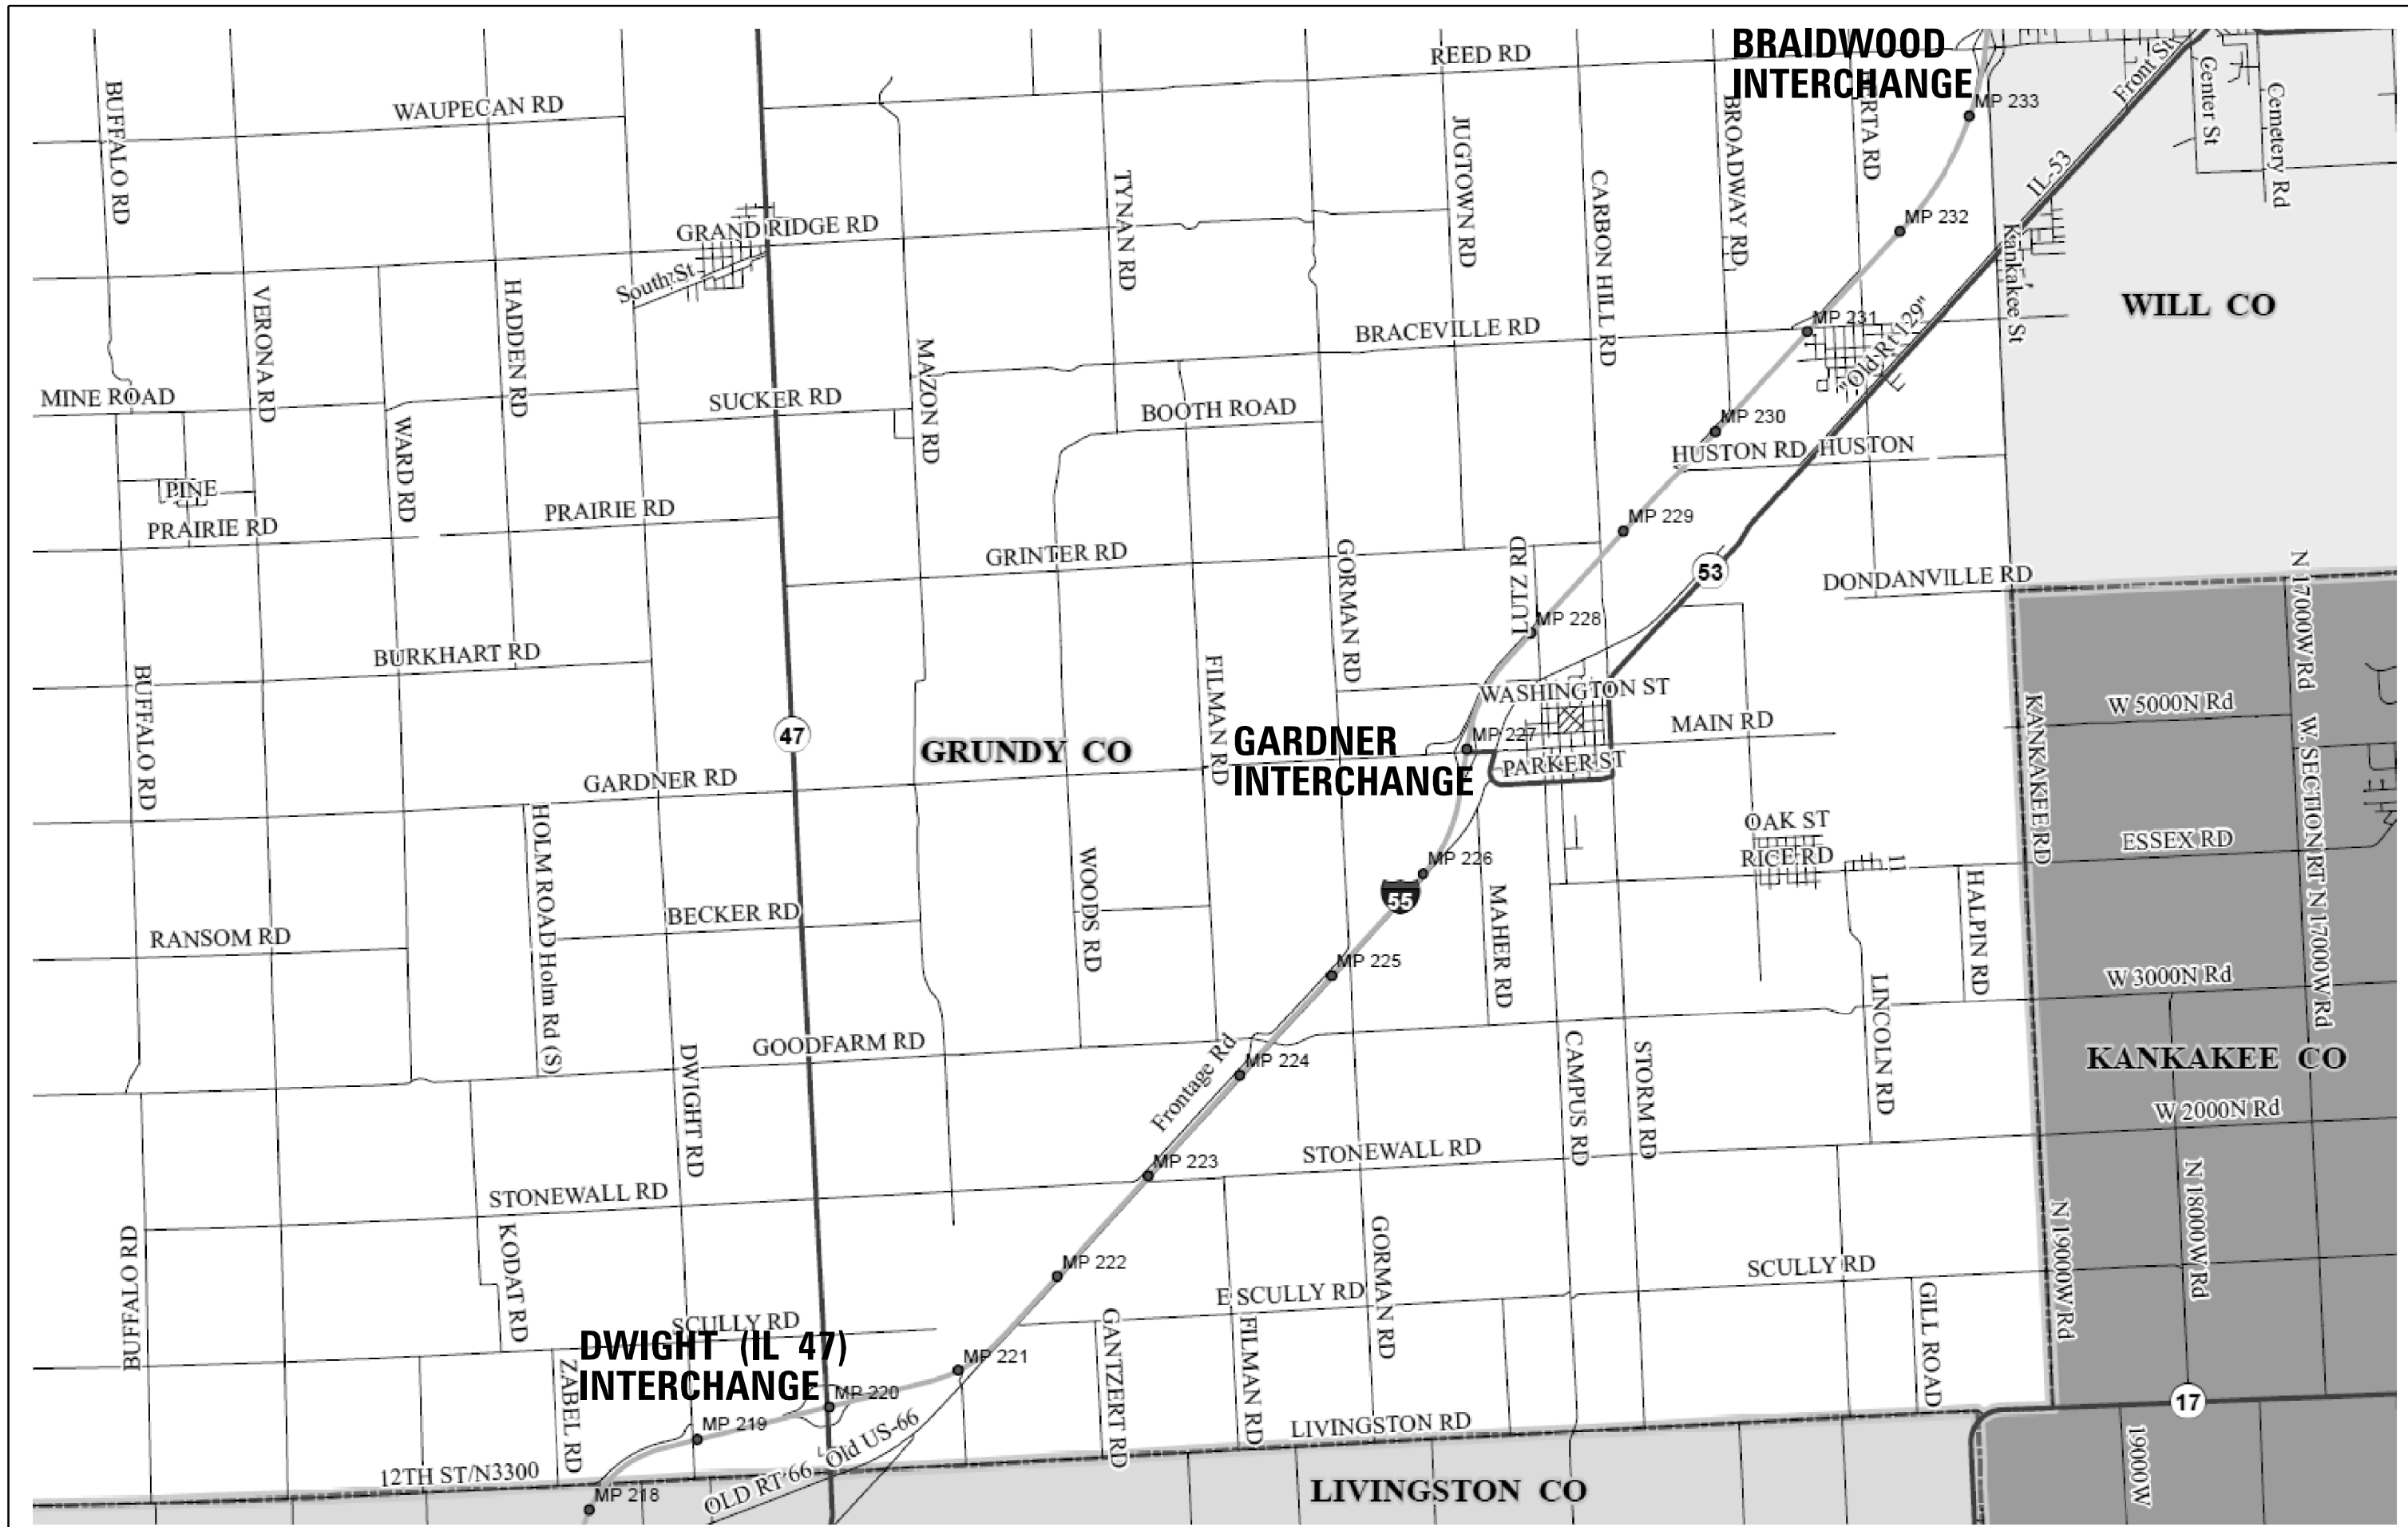 BRAIDWOOD
INTERCHANGE
REED RD
Front St
Center St
Cemetery Rd
MP 233
BUFFALO RD
WAUPECAN RD
JUGTOWN RD
BROADWAY RD
IL-53
TYNAN RD
CARBON HILL RD
MP 232
GRAND RIDGE RD
South St
Kankakee St
WILL CO
VERONA RD
HADDEN RD
MAZON RD
BRACEVILLE RD
MP 231
"Old Rt 129"
MINE ROAD
SUCKER RD
BOOTH ROAD
MP 230
HUSTON RD
HUSTON
WARD RD
PINE
PRAIRIE RD
PRAIRIE RD
MP 229
GRINTER RD
GORMAN RD
LUTZ RD
53
DONDANVILLE RD
N 17000W Rd
MP 228
BURKHART RD
BUFFALO RD
FILMAN RD
WASHINGTON ST
MAIN RD
KANKAKEE RD
W 5000N Rd
W. SECTION RT N 17000W Rd
47
GRUNDY CO
GARDNER
INTERCHANGE
MP 227
PARKER ST
GARDNER RD
HOLM ROAD
Holm Rd (S)
OAK ST
RICE RD
ESSEX RD
WOODS RD
MP 226
55
MAHER RD
HALPIN RD
BECKER RD
RANSOM RD
MP 225
W 3000N Rd
LINCOLN RD
DWIGHT RD
GOODFARM RD
Frontage Rd
MP 224
CAMPUS RD
STORM RD
KANKAKEE CO
W 2000N Rd
STONEWALL RD
MP 223
STONEWALL RD
N 18000W Rd
N 19000W Rd
BUFFALO RD
KODAT RD
MP 222
GORMAN RD
SCULLY RD
E SCULLY RD
GILL ROAD
SCULLY RD
DWIGHT (IL 47)
INTERCHANGE
GANTZERT RD
FILMAN RD
ZABEL RD
MP 221
MP 220
MP 219
17
LIVINGSTON RD
OLD RT 66
Old US-66
12TH ST/N3300
MP 218
LIVINGSTON CO
19000W